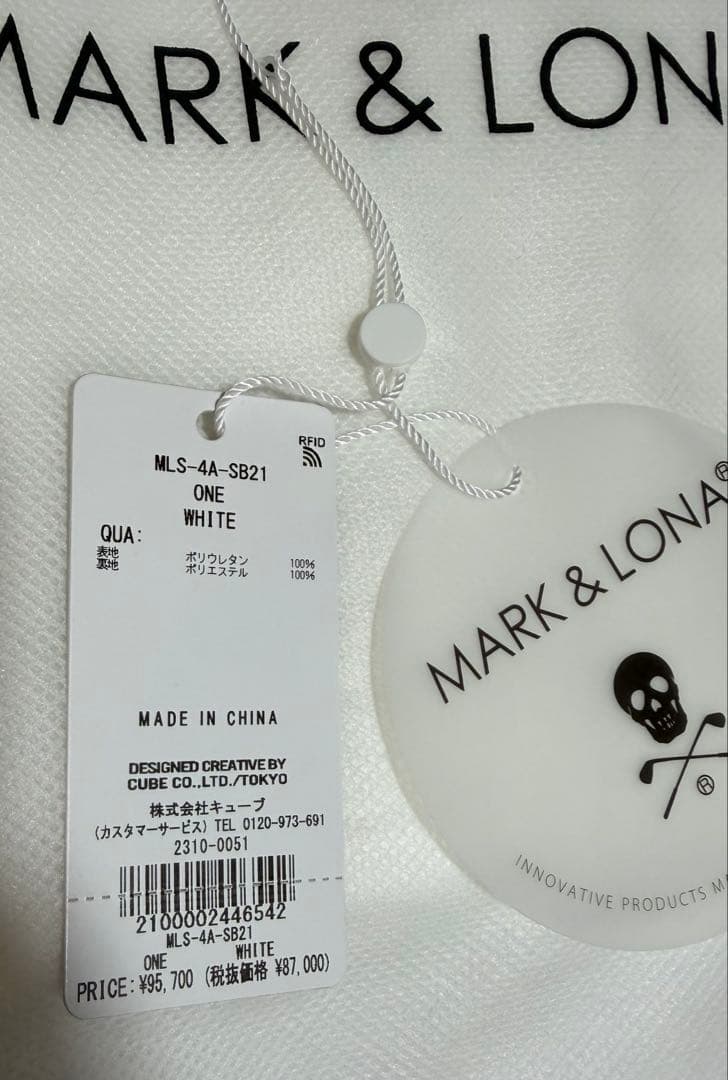 MARK & LON
RFID
MLS-4A-SB21
ONE
WHITE
QUA:
表地 ポリウレタン 100%
裏地 ポリエステル 100%
MADE IN CHINA
DESIGNED CREATIVE BY
CUBE CO.,LTD./TOKYO
株式会社キューブ
(カスタマーサービス) TEL 0120-973-691
2310-0051
2100002446542
MLS-4A-SB21
ONE WHITE
PRICE:¥95,700 (税抜価格 ¥87,000)
MARK & LONA®
®
INNOVATIVE PRODUCTS MA